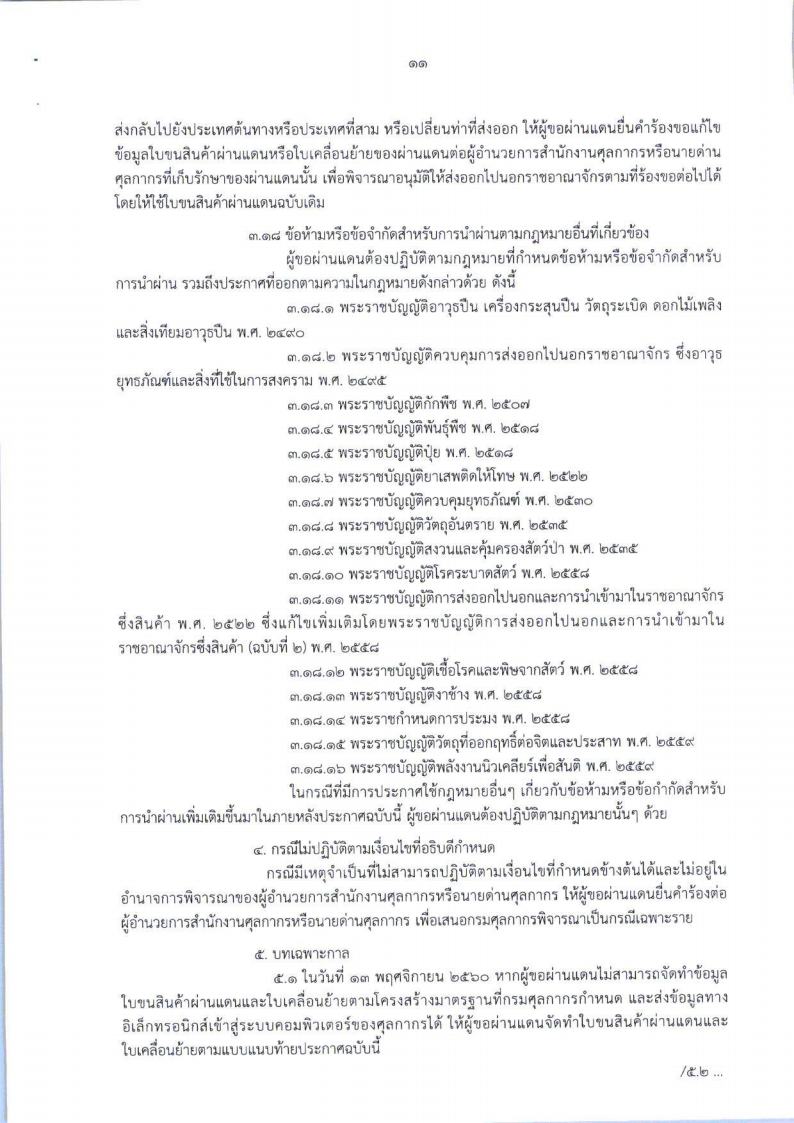 ๑๑
ส่งกลับไปยังประเทศต้นทางหรือประเทศที่สาม หรือเปลี่ยนท่าที่ส่งออก ให้ผู้ขอผ่านแดนยื่นคำร้องขอแก้ไข
ข้อมูลใบขนสินค้าผ่านแดนหรือใบเคลื่อนย้ายของผ่านแดนต่อผู้อำนวยการสำนักงานศุลกากรหรือนายด่าน
ศุลกากรที่เก็บรักษาของผ่านแดนนั้น เพื่อพิจารณาอนุมัติให้ส่งออกไปนอกราชอาณาจักรตามที่ร้องขอต่อไปได้
โดยให้ใช้ใบขนสินค้าผ่านแดนฉบับเดิม
๓.๑๘ ข้อห้ามหรือข้อจำกัดสำหรับการนำผ่านตามกฎหมายอื่นที่เกี่ยวข้อง
ผู้ขอผ่านแดนต้องปฏิบัติตามกฎหมายที่กำหนดข้อห้ามหรือข้อจำกัดสำหรับ
การนำผ่าน รวมถึงประกาศที่ออกตามความในกฎหมายดังกล่าวด้วย ดังนี้
๓.๑๘.๑ พระราชบัญญัติอาวุธปืน เครื่องกระสุนปืน วัตถุระเบิด ดอกไม้เพลิง
และสิ่งเทียมอาวุธปืน พ.ศ. ๒๔๙๐
๓.๑๘.๒ พระราชบัญญัติควบคุมการส่งออกไปนอกราชอาณาจักร ซึ่งอาวุธ
ยุทธภัณฑ์และสิ่งที่ใช้ในการสงคราม พ.ศ. ๒๔๙๕
๓.๑๘.๓ พระราชบัญญัติกักพืช พ.ศ. ๒๕๐๗
๓.๑๘.๔ พระราชบัญญัติพันธุ์พืช พ.ศ. ๒๕๑๘
๓.๑๘.๕ พระราชบัญญัติปุ๋ย พ.ศ. ๒๕๑๘
๓.๑๘.๖ พระราชบัญญัติยาเสพติดให้โทษ พ.ศ. ๒๕๒๒
๓.๑๘.๗ พระราชบัญญัติควบคุมยุทธภัณฑ์ พ.ศ. ๒๕๓๐
๓.๑๘.๘ พระราชบัญญัติวัตถุอันตราย พ.ศ. ๒๕๓๕
๓.๑๘.๙ พระราชบัญญัติสงวนและคุ้มครองสัตว์ป่า พ.ศ. ๒๕๓๕
๓.๑๘.๑๐ พระราชบัญญัติโรคระบาดสัตว์ พ.ศ. ๒๕๕๘
๓.๑๘.๑๑ พระราชบัญญัติการส่งออกไปนอกและการนำเข้ามาในราชอาณาจักร
ซึ่งสินค้า พ.ศ. ๒๕๒๒ ซึ่งแก้ไขเพิ่มเติมโดยพระราชบัญญัติการส่งออกไปนอกและการนำเข้ามาใน
ราชอาณาจักรซึ่งสินค้า (ฉบับที่ ๒) พ.ศ. ๒๕๕๘
๓.๑๘.๑๒ พระราชบัญญัติเชื้อโรคและพิษจากสัตว์ พ.ศ. ๒๕๕๘
๓.๑๘.๑๓ พระราชบัญญัติงาช้าง พ.ศ. ๒๕๕๘
๓.๑๘.๑๔ พระราชกำหนดการประมง พ.ศ. ๒๕๕๘
๓.๑๘.๑๕ พระราชบัญญัติวัตถุที่ออกฤทธิ์ต่อจิตและประสาท พ.ศ. ๒๕๕๙
๓.๑๘.๑๖ พระราชบัญญัติพลังงานนิวเคลียร์เพื่อสันติ พ.ศ. ๒๕๕๙
ในกรณีที่มีการประกาศใช้กฎหมายอื่นๆ เกี่ยวกับข้อห้ามหรือข้อกำกัดสำหรับ
การนำผ่านเพิ่มเติมขึ้นมาในภายหลังประกาศฉบับนี้ ผู้ขอผ่านแดนต้องปฏิบัติตามกฎหมายนั้นๆ ด้วย
๔. กรณีไม่ปฏิบัติตามเงื่อนไขที่อธิบดีกำหนด
กรณีมีเหตุจำเป็นที่ไม่สามารถปฏิบัติตามเงื่อนไขที่กำหนดข้างต้นได้และไม่อยู่ใน
อำนาจการพิจารณาของผู้อำนวยการสำนักงานศุลกากรหรือนายด่านศุลกากร ให้ผู้ขอผ่านแดนยื่นคำร้องต่อ
ผู้อำนวยการสำนักงานศุลกากรหรือนายด่านศุลกากร เพื่อเสนอกรมศุลกากรพิจารณาเป็นกรณีเฉพาะราย
๕. บทเฉพาะกาล
๕.๑ ในวันที่ ๑๓ พฤศจิกายน ๒๕๖๐ หากผู้ขอผ่านแดนไม่สามารถจัดทำข้อมูล
ใบขนสินค้าผ่านแดนและใบเคลื่อนย้ายตามโครงสร้างมาตรฐานที่กรมศุลกากรกำหนด และส่งข้อมูลทาง
อิเล็กทรอนิกส์เข้าสู่ระบบคอมพิวเตอร์ของศุลกากรได้ ให้ผู้ขอผ่านแดนจัดทำใบขนสินค้าผ่านแดนและ
ใบเคลื่อนย้ายตามแบบแนบท้ายประกาศฉบับนี้
/๕.๒ ...